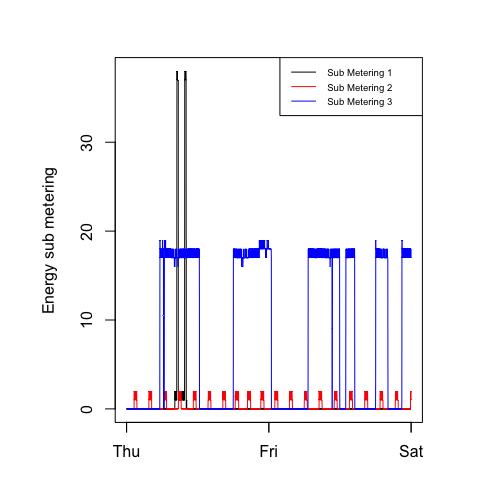 Sub Metering 1
Sub Metering 2
Sub Metering 3
Energy sub metering
30
20
10
0
Thu Fri Sat